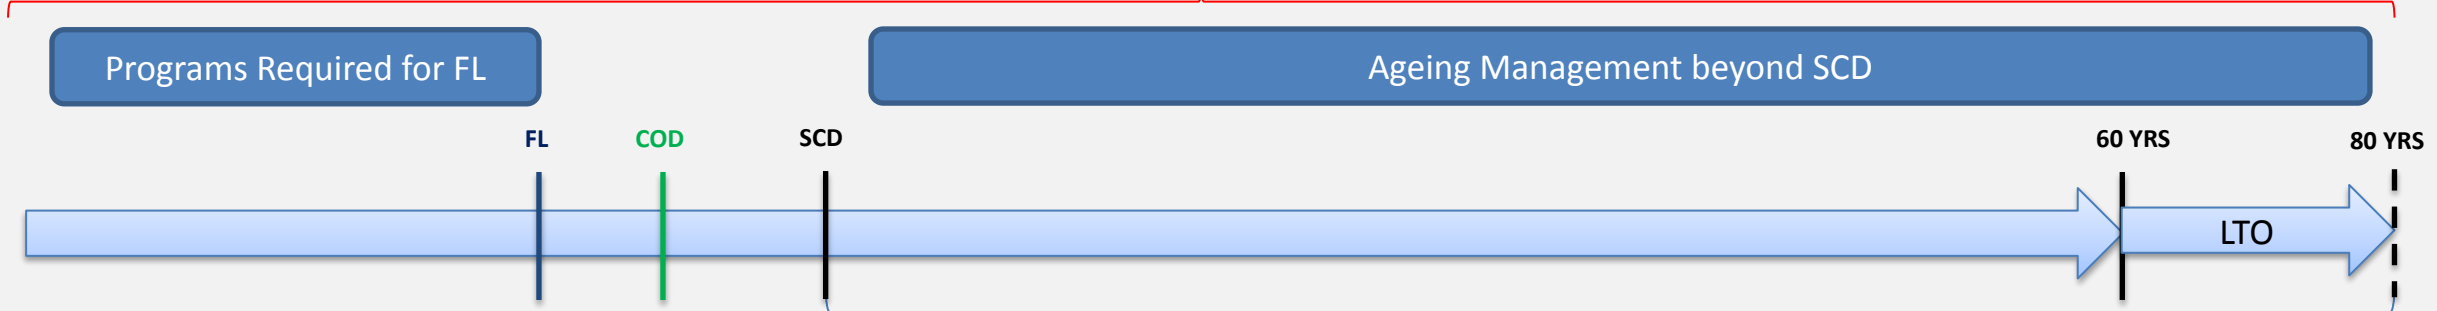 Programs Required for FL
Ageing Management beyond SCD
FL
COD
SCD
60 YRS
80 YRS
LTO